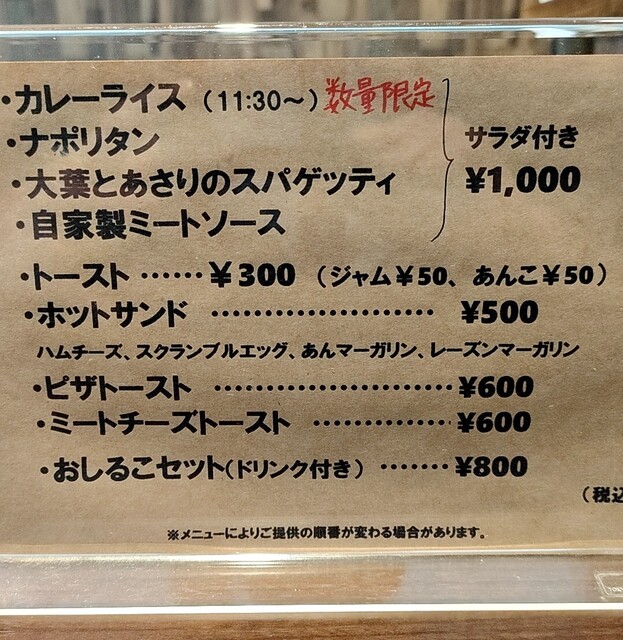 ・カレーライス（11:30～）数量限定
・ナポリタン
サラダ付き
・大葉とあさりのスパゲッティ
¥1,000
・自家製ミートソース
・トースト ……¥300（ジャム¥50、あんこ¥50）
・ホットサンド ………………… ¥500
ハムチーズ、スクランブルエッグ、あんマーガリン、レーズンマーガリン
・ピザトースト …………………… ¥600
・ミートチーズトースト ………… ¥600
・おしるこセット（ドリンク付き）……¥800
（税込
※メニューによりご提供の順番が変わる場合があります。